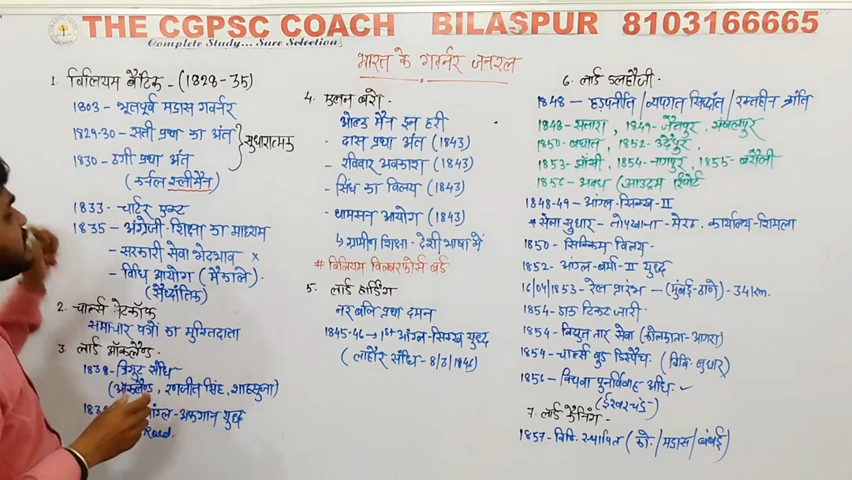 THE CGPSC COACH BILASPUR 8103166665
Complete Study... Sure Selection
भारत के गवर्नर जनरल
1. विलियम बैंटिक - (1828-35)
1803 - भूतपूर्व मद्रास गवर्नर
1829-30 - सती प्रथा का अंत
1830 - ठगी प्रथा अंत
(कर्नल स्लीमैन)
सुधारात्मक
1833 - चार्टर एक्ट
1835 - अंग्रेजी - शिक्षा का माध्यम
- सरकारी सेवा भेदभाव ×
- विधि आयोग (मैकाले)
(सैद्धांतिक)
2. चार्ल्स मेटकॉफ
समाचार पत्रों का मुक्तिदाता
3. लॉर्ड ऑकलैण्ड
1838 - त्रिगुट संधि
(ऑकलैण्ड, रणजीत सिंह, शाहसुजा)
आंग्ल - अफगान युद्ध
Road.
4. एलन बरो -
ओल्ड मैन इन हरी
- दास प्रथा अंत (1843)
- रविवार अवकाश (1843)
- सिंध का विलय (1843)
- थामसन आयोग (1843)
↳ ग्रामीण शिक्षा - देशी भाषा में
# विलियम विल्बरफोर्स बर्ड
5. लॉर्ड हार्डिंग
नर बलि प्रथा दमन
1845-46 → 1st आंग्ल - सिक्ख युद्ध
(लाहौर संधि - 8/3/1846)
6. लॉर्ड डलहौजी -
1848 - हड़पनीति / व्यपगत सिद्धांत / रक्तहीन क्रांति
1848 - सतारा, 1849 - जैतपुर, संबलपुर
1850 - बघाट, 1852 - उदैपुर
1853 - झाँसी, 1854 - नागपुर, 1855 - बरौली
1856 - अवध (आउट्रम रिपोर्ट
1848-49 - आंग्ल - सिक्ख - II
* सेना सुधार - तोपखाना - मेरठ, कार्यालय - शिमला
1850 - सिक्किम विलय -
1852 - आंग्ल - बर्मा - II युद्ध
16/04/1853 - रेल प्रारंभ - (मुंबई - ठाणे) - 34 km.
1854 - डाक टिकट जारी -
1854 - विद्युत तार सेवा (कोलकाता - आगरा)
1854 - चार्ल्स वुड डिस्पैच
1856 - विधवा पुनर्विवाह अधि -
(ईश्वरचंद्र)
7. लॉर्ड कैनिंग -
1857 - विवि - स्थापित (को / मद्रास / बंबई)